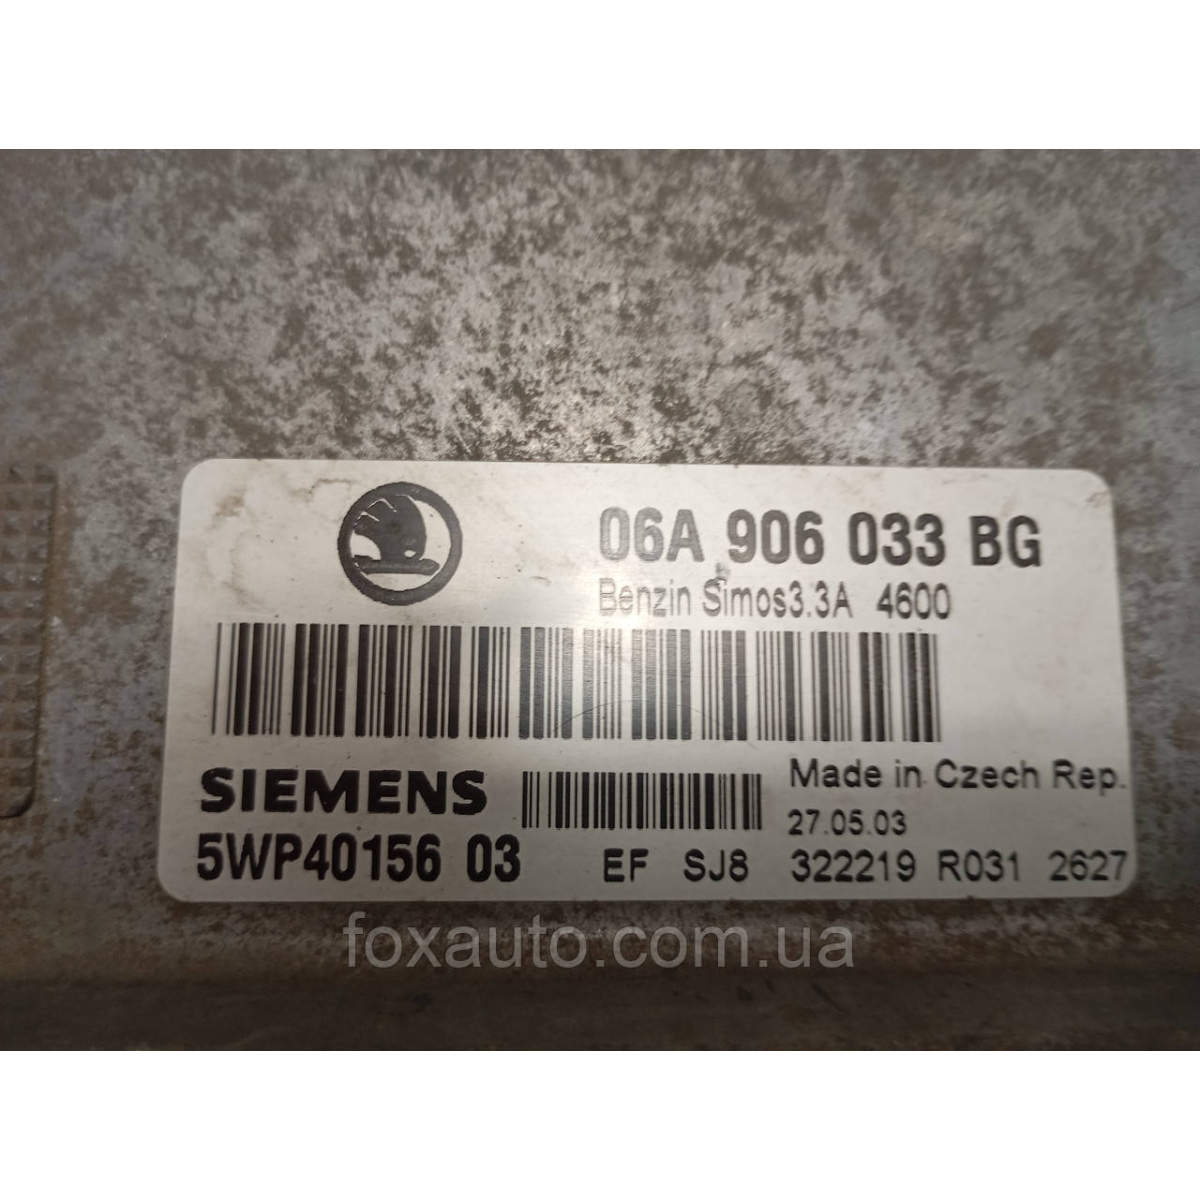 06A 906 033 BG
Benzin Simos3.3A 4600
SIEMENS
Made in Czech Rep.
27.05.03
5WP40156 03
EF SJ8 322219 R031 2627
foxauto.com.ua